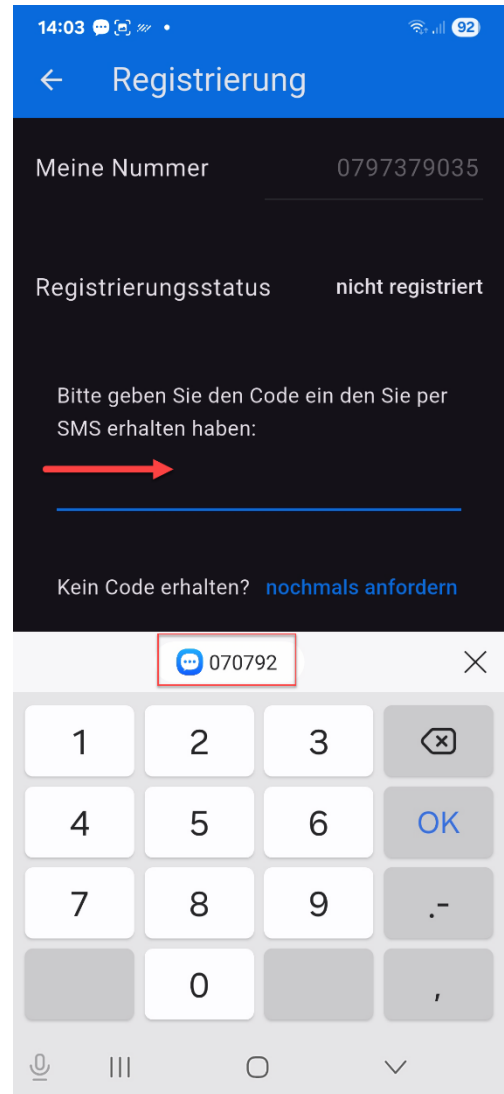 14:03
92
Registrierung
Meine Nummer 0797379035
Registrierungsstatus nicht registriert
Bitte geben Sie den Code ein den Sie per
SMS erhalten haben:
Kein Code erhalten? nochmals anfordern
070792
1 2 3
4 5 6 OK
7 8 9 .-
0 ,